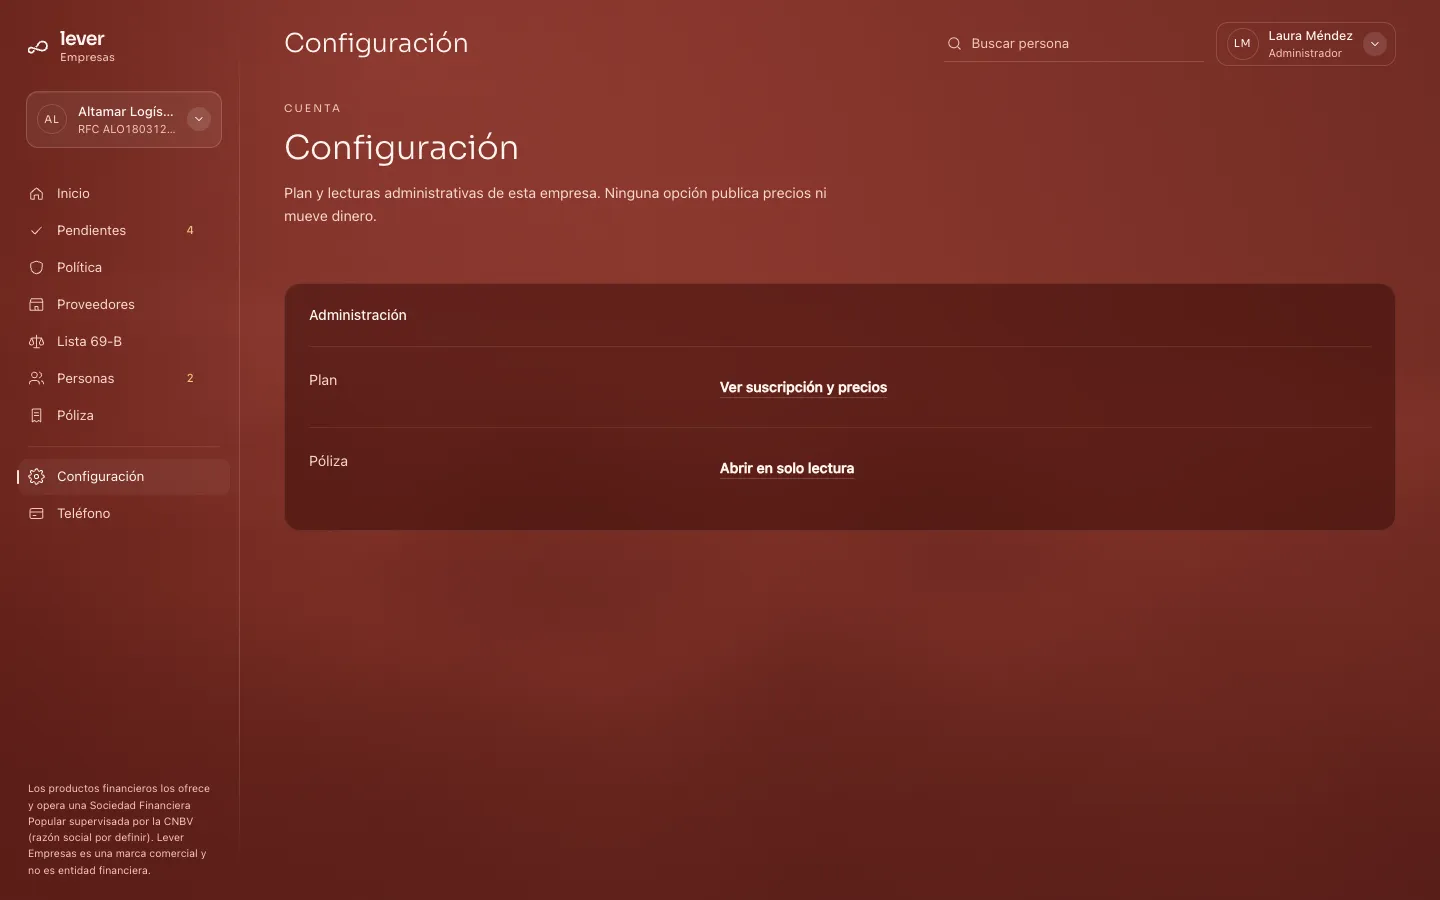 lever
Empresas
AL
Altamar Logís...
RFC ALO180312...
Inicio
Pendientes 4
Política
Proveedores
Lista 69-B
Personas 2
Póliza
Configuración
Teléfono
Los productos financieros los ofrece
y opera una Sociedad Financiera
Popular supervisada por la CNBV
(razón social por definir). Lever
Empresas es una marca comercial y
no es entidad financiera.
Configuración
Buscar persona
LM
Laura Méndez
Administrador
CUENTA
Configuración
Plan y lecturas administrativas de esta empresa. Ninguna opción publica precios ni
mueve dinero.
Administración
Plan Ver suscripción y precios
Póliza Abrir en solo lectura